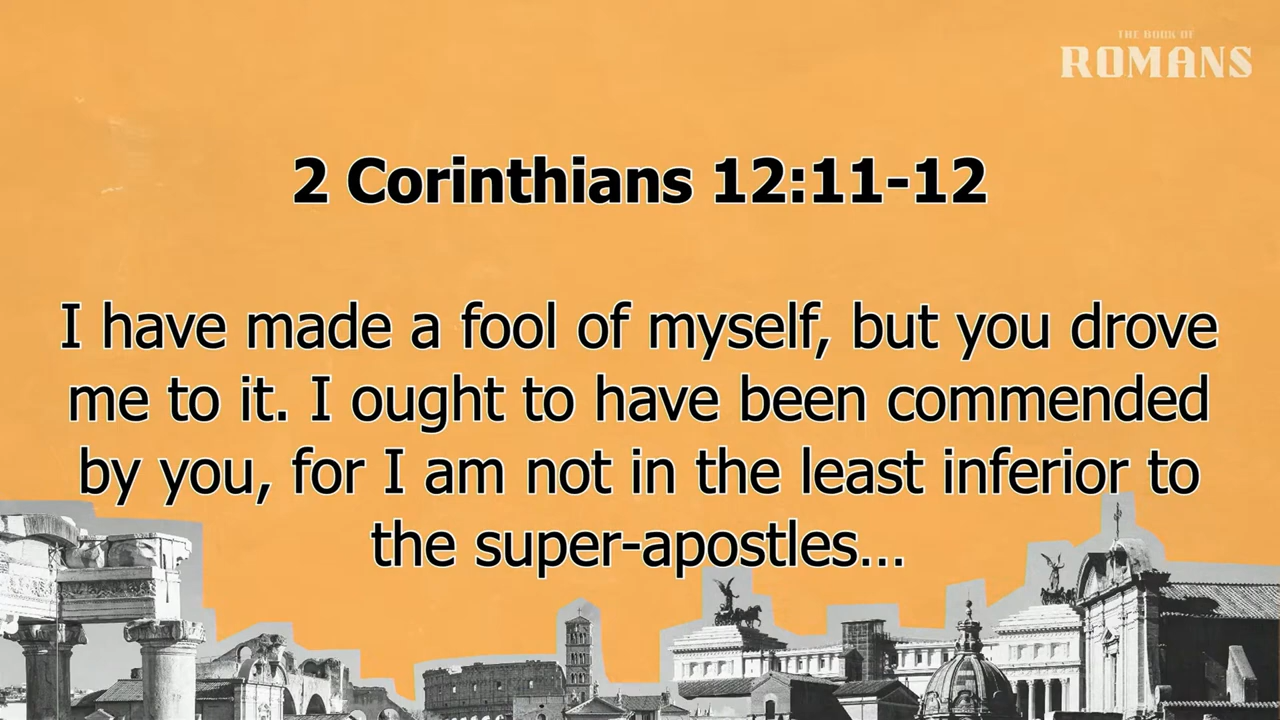 THE BOOK OF
ROMANS
2 Corinthians 12:11-12
I have made a fool of myself, but you drove
me to it. I ought to have been commended
by you, for I am not in the least inferior to
the super-apostles...